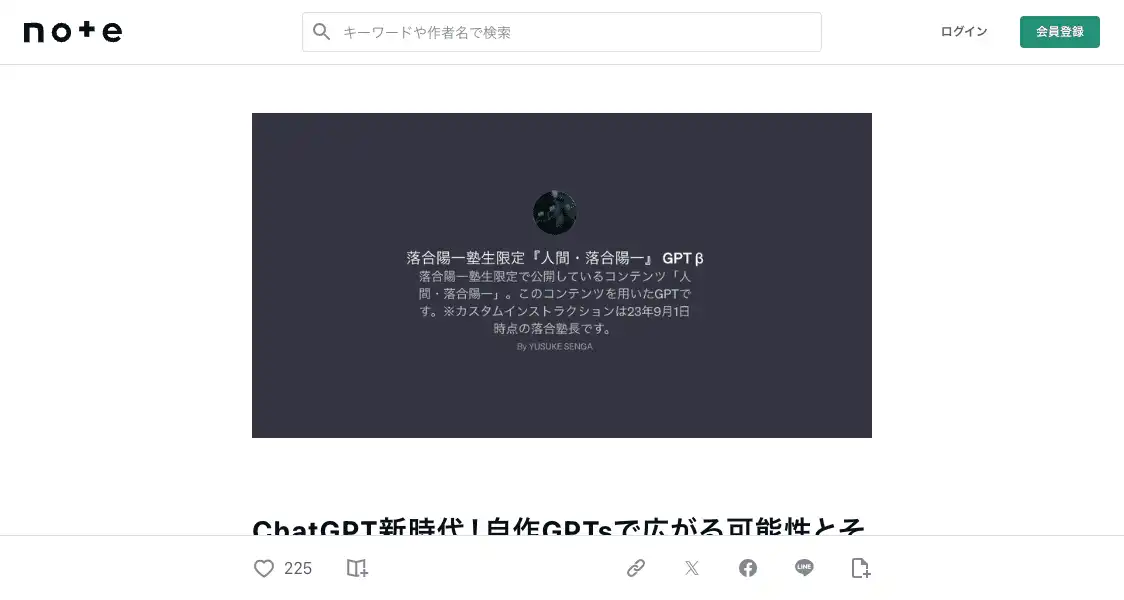 note
キーワードや作者名で検索
ログイン
会員登録
落合陽一塾生限定『人間・落合陽一』 GPT β
落合陽一塾生限定で公開しているコンテンツ「人
間・落合陽一」。このコンテンツを用いたGPTで
す。※カスタムインストラクションは23年9月1日
時点の落合塾長です。
By YUSUKE SENGA
ChatGPT新時代！自作GPTsで広がる可能性とそ
225
LINE